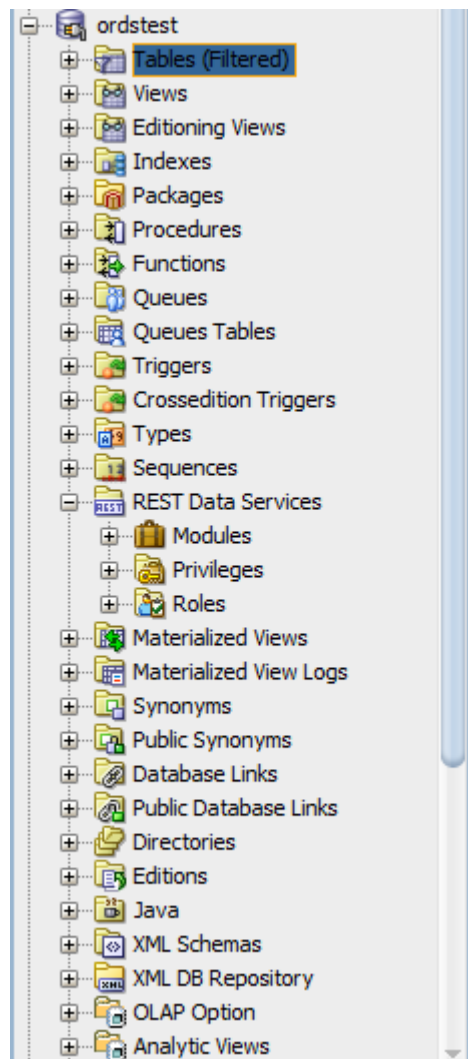 ordstest
Tables (Filtered)
Views
Editioning Views
Indexes
Packages
Procedures
Functions
Queues
Queues Tables
Triggers
Crossedition Triggers
Types
Sequences
REST Data Services
Modules
Privileges
Roles
Materialized Views
Materialized View Logs
Synonyms
Public Synonyms
Database Links
Public Database Links
Directories
Editions
Java
XML Schemas
XML DB Repository
OLAP Option
Analytic Views